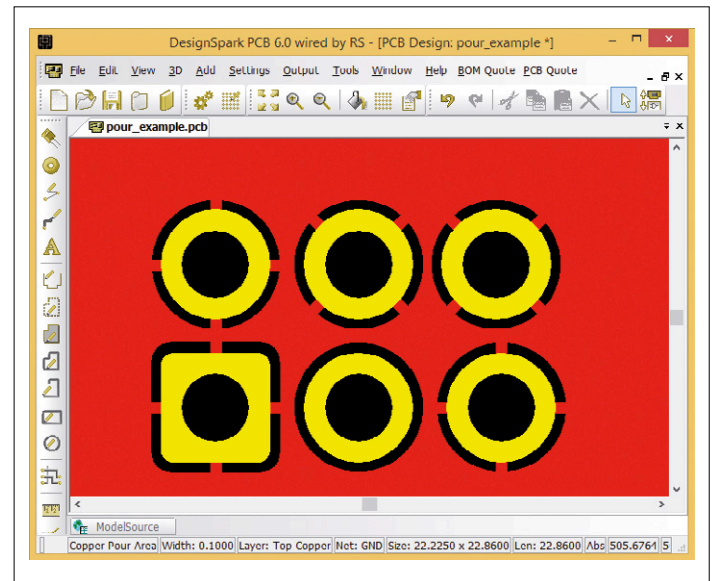 DesignSpark PCB 6.0 wired by RS - [PCB Design: pour_example *]
File Edit View 3D Add Settings Output Tools Window Help BOM Quote PCB Quote
pour_example.pcb
ModelSource
Copper Pour Area Width: 0.1000 Layer: Top Copper Net: GND Size: 22.2250 x 22.8600 Len: 22.8600 Abs 505.6764 5